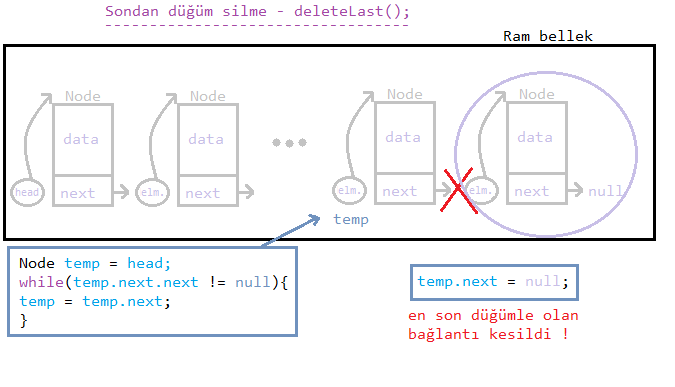 Sondan düğüm silme - deleteLast();
Ram bellek
Node Node Node Node
data data data data
head next elm. next elm. next elm. next null
temp
Node temp = head;
while(temp.next.next != null){
temp = temp.next;
}
temp.next = null;
en son düğümle olan
bağlantı kesildi !